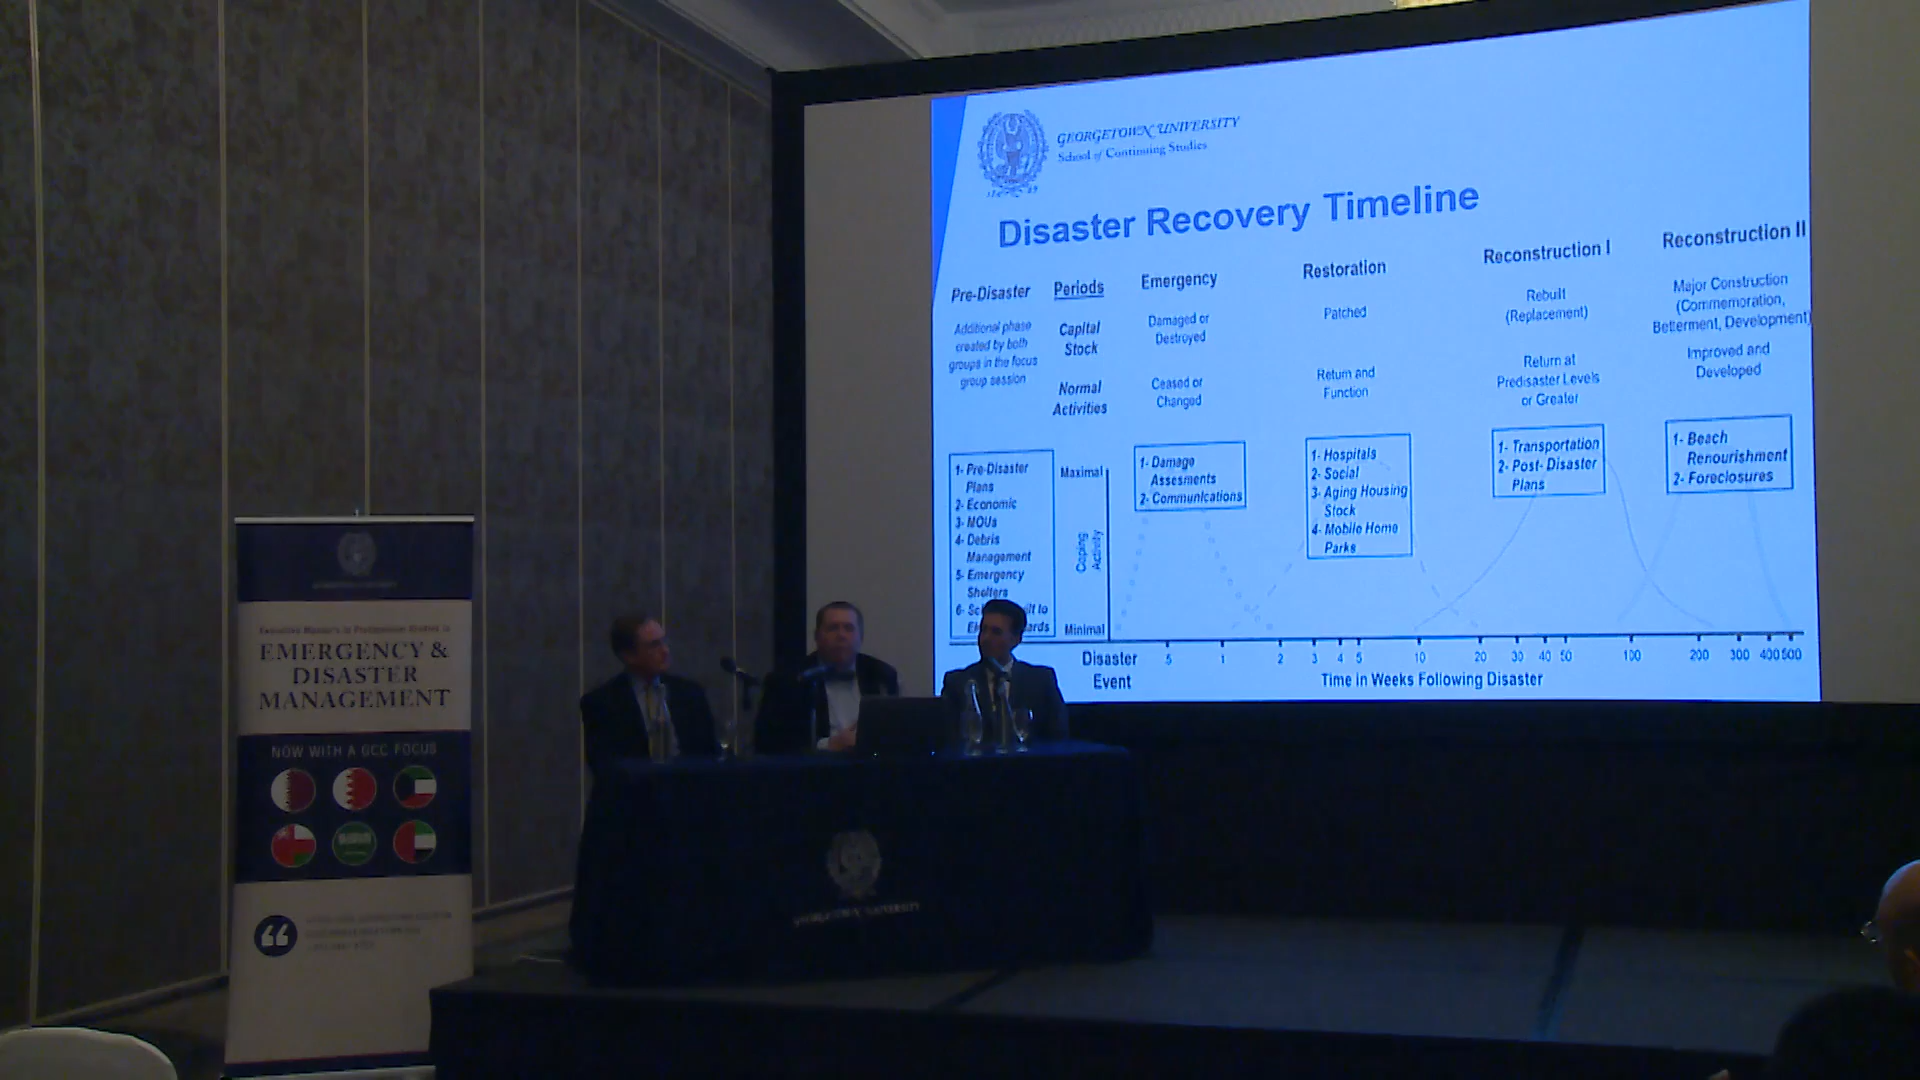 GEORGETOWN UNIVERSITY
School of Continuing Studies
Disaster Recovery Timeline
Pre-Disaster
Additional phase
created by both
groups in the focus
group session
Periods
Capital
Stock
Normal
Activities
Emergency
Damaged or
Destroyed
Ceased or
Changed
Restoration
Patched
Return and
Function
Reconstruction I
Rebuilt
(Replacement)
Return at
Predisaster Levels
or Greater
Reconstruction II
Major Construction
(Commemoration,
Betterment, Development)
Improved and
Developed
1- Pre-Disaster
Plans
2- Economic
3- MOUs
4- Debris
Management
5- Emergency
Shelters
6-
Maximal
Coping
Activity
Minimal
1- Damage
Assesments
2- Communications
1- Hospitals
2- Social
3- Aging Housing
Stock
4- Mobile Home
Parks
1- Transportation
2- Post- Disaster
Plans
1- Beach
Renourishment
2- Foreclosures
Disaster
Event
5 1 2 3 4 5 10 20 30 40 50 100 200 300 400 500
Time in Weeks Following Disaster
EMERGENCY &
DISASTER
MANAGEMENT
NOW WITH A GCC FOCUS
GEORGETOWN UNIVERSITY